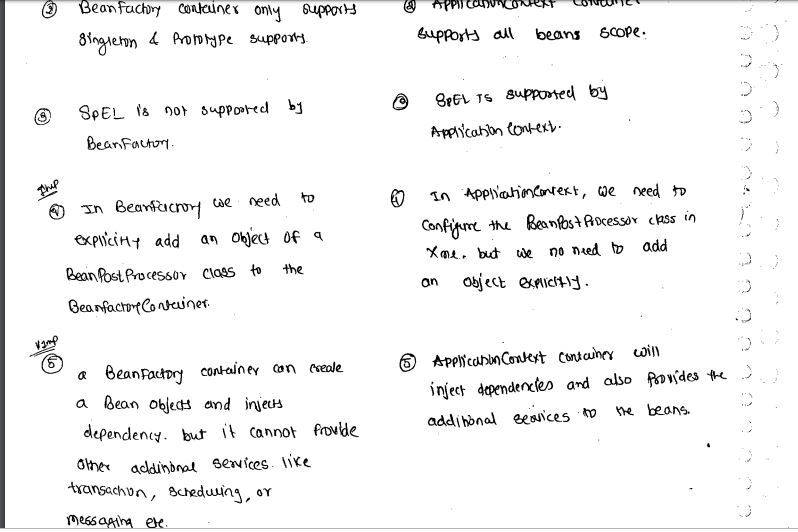 ② BeanFactory container only supports
Singleton & Prototype supports.
③ SpEL is not supported by
BeanFactory.
Imp
④ In Beanfactory we need to
explicitly add an Object of a
BeanPostProcessor class to the
BeanfactoryContainer.
V.Imp
⑤ a BeanFactory container can create
a Bean objects and injects
dependency. but it cannot Provide
Other additional services. like
transaction, scheduling, or
messaging etc.
② ApplicationContext container
supports all beans scope.
③ SpEL IS supported by
Application Context.
④ In ApplicationContext, we need to
Configure the BeanPostProcessor class in
Xml. but we no need to add
an object explicitly.
⑤ ApplicationContext container will
inject dependencies and also Provides the
additional services to the beans.